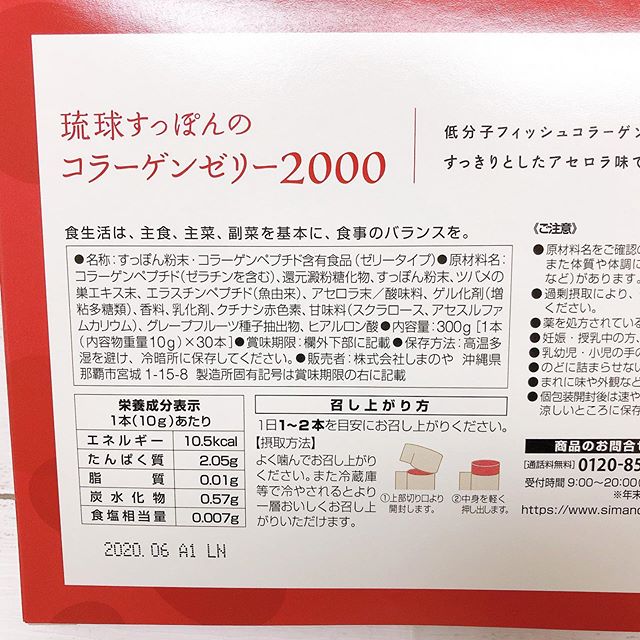 琉球すっぽんの
コラーゲンゼリー2000
低分子フィッシュコラーゲン
すっきりとしたアセロラ味で
食生活は、主食、主菜、副菜を基本に、食事のバランスを。
●名称:すっぽん粉末・コラーゲンペプチド含有食品(ゼリータイプ)●原材料名:
コラーゲンペプチド(ゼラチンを含む)、還元澱粉糖化物、すっぽん粉末、ツバメの
巣エキス末、エラスチンペプチド(魚由来)、アセロラ末/酸味料、ゲル化剤(増
粘多糖類)、香料、乳化剤、クチナシ赤色素、甘味料(スクラロース、アセスルファ
ムカリウム)、グレープフルーツ種子抽出物、ヒアルロン酸●内容量:300g[1本
(内容物重量10g)×30本]●賞味期限:欄外下部に記載●保存方法:高温多
湿を避け、冷暗所に保存してください。●販売者:株式会社しまのや 沖縄県
那覇市宮城1-15-8 製造所固有記号は賞味期限の右に記載
栄養成分表示
1本(10g)あたり
エネルギー 10.5kcal
たんぱく質 2.05g
脂質 0.01g
炭水化物 0.57g
食塩相当量 0.007g
2020.06 A1 LN
召し上がり方
1日1~2本を目安にお召し上がりください。
【摂取方法】
よく噛んでお召し上がり
ください。また冷蔵庫
等で冷やされるとより
一層おいしくお召し上
がりいただけます。
①上部切り口より
開封します。
②中身を軽く
押し出します。
《ご注意》
●原材料名をご確認の
また体質や体調に
など)があります。
●過剰摂取により、
ください。
●薬を処方されている
●妊娠・授乳中の方、
●乳幼児・小児の手の
●のどに詰まらせない
●まれに味や外観など
●個包装開封後は速や
涼しいところに保存
商品のお問合せ
[通話料無料]0120-85
受付時間 9:00~20:00(
※年末
https://www.simano